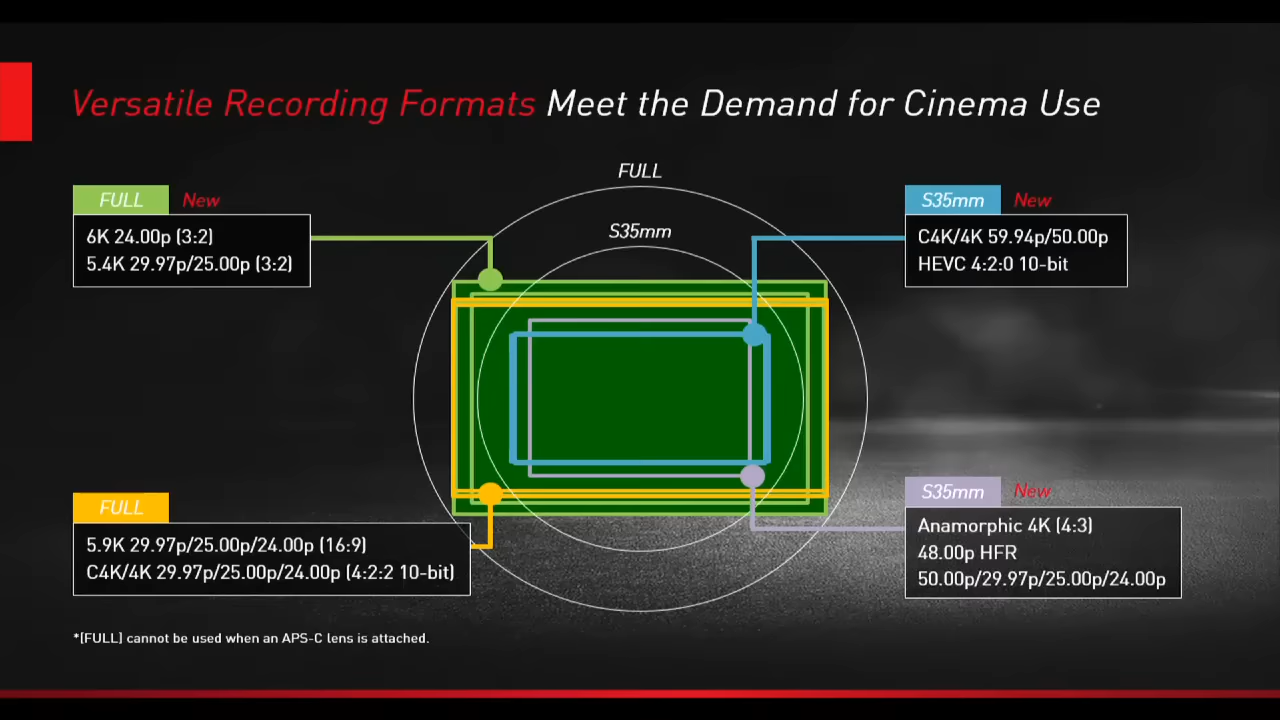 Versatile Recording Formats Meet the Demand for Cinema Use
FULL
S35mm
FULL New
6K 24.00p (3:2)
5.4K 29.97p/25.00p (3:2)
S35mm New
C4K/4K 59.94p/50.00p
HEVC 4:2:0 10-bit
FULL
5.9K 29.97p/25.00p/24.00p (16:9)
C4K/4K 29.97p/25.00p/24.00p (4:2:2 10-bit)
S35mm New
Anamorphic 4K (4:3)
48.00p HFR
50.00p/29.97p/25.00p/24.00p
*[FULL] cannot be used when an APS-C lens is attached.